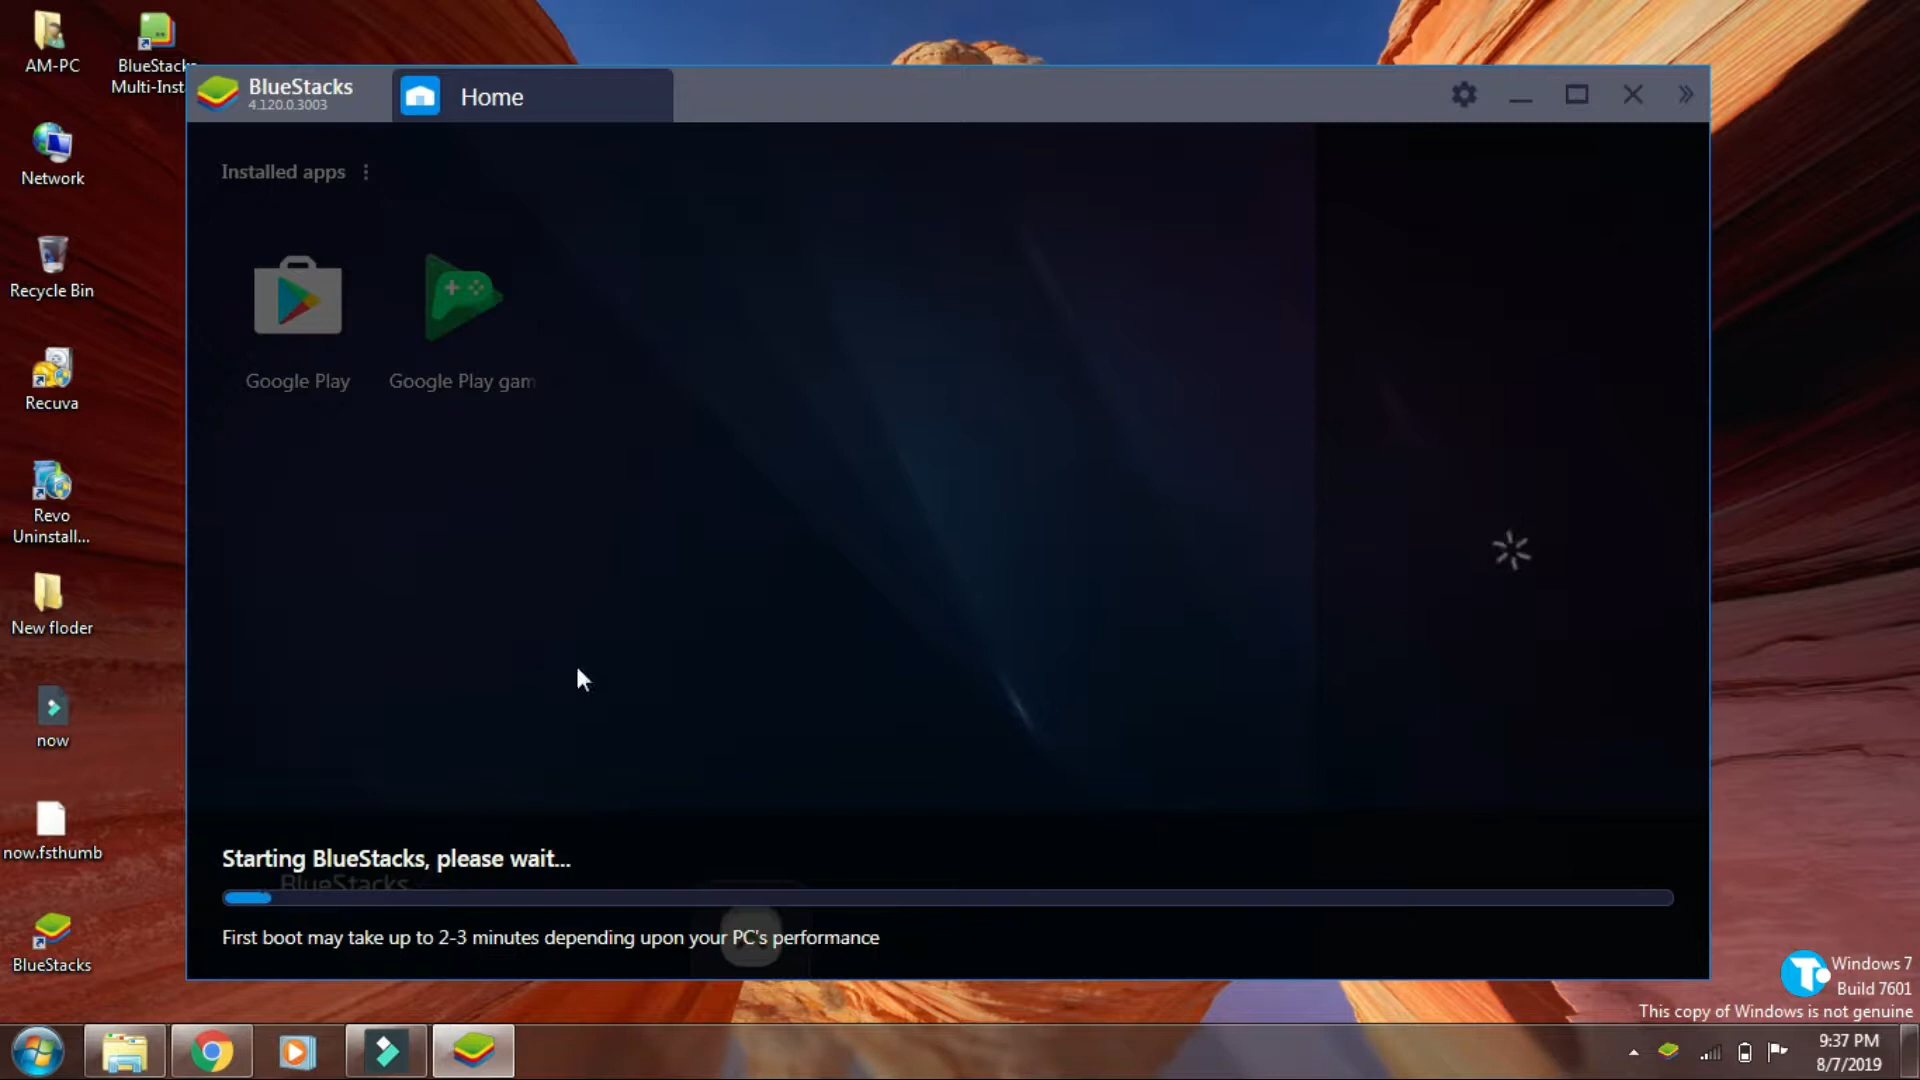 AM-PC
BlueStacks
Multi-Inst
Network
Recycle Bin
Recuva
Revo
Uninstall...
New floder
now
now.fsthumb
BlueStacks
BlueStacks
4.120.0.3003
Home
Installed apps
Google Play
Google Play gam
Starting BlueStacks, please wait...
BlueStacks
First boot may take up to 2-3 minutes depending upon your PC's performance
Windows 7
Build 7601
This copy of Windows is not genuine
9:37 PM
8/7/2019